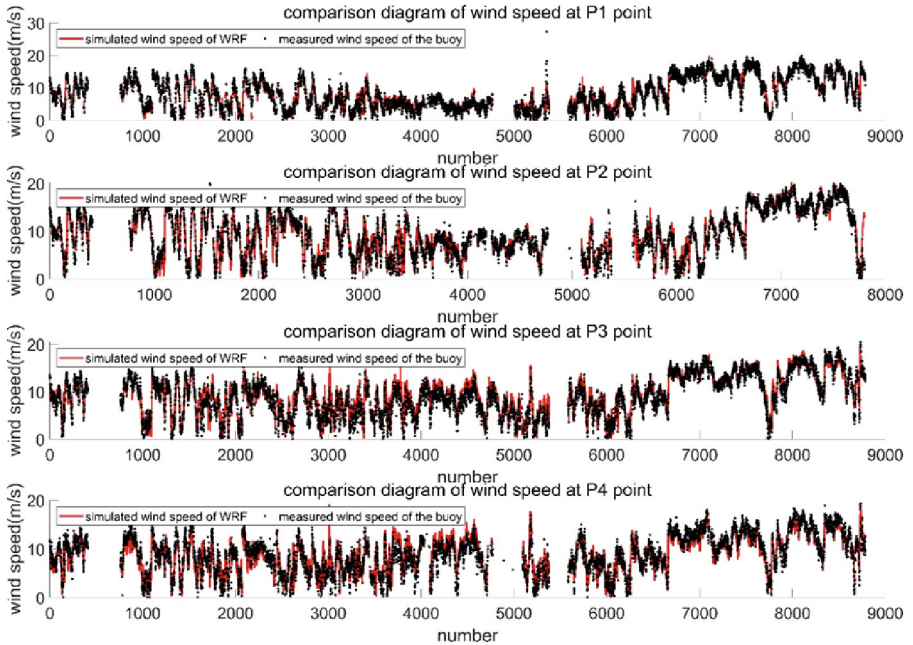 comparison diagram of wind speed at P1 point
wind speed(m/s)
30
20
10
0
simulated wind speed of WRF
measured wind speed of the buoy
0 1000 2000 3000 4000 5000 6000 7000 8000 9000
number
comparison diagram of wind speed at P2 point
wind speed(m/s)
20
10
0
simulated wind speed of WRF
measured wind speed of the buoy
0 1000 2000 3000 4000 5000 6000 7000 8000
number
comparison diagram of wind speed at P3 point
wind speed(m/s)
20
10
0
simulated wind speed of WRF
measured wind speed of the buoy
0 1000 2000 3000 4000 5000 6000 7000 8000 9000
number
comparison diagram of wind speed at P4 point
wind speed(m/s)
20
10
0
simulated wind speed of WRF
measured wind speed of the buoy
0 1000 2000 3000 4000 5000 6000 7000 8000 9000
number